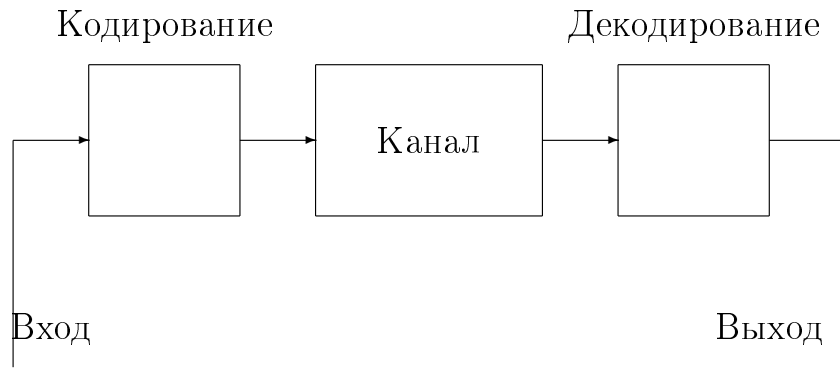 Кодирование
Декодирование
Канал
Вход
Выход